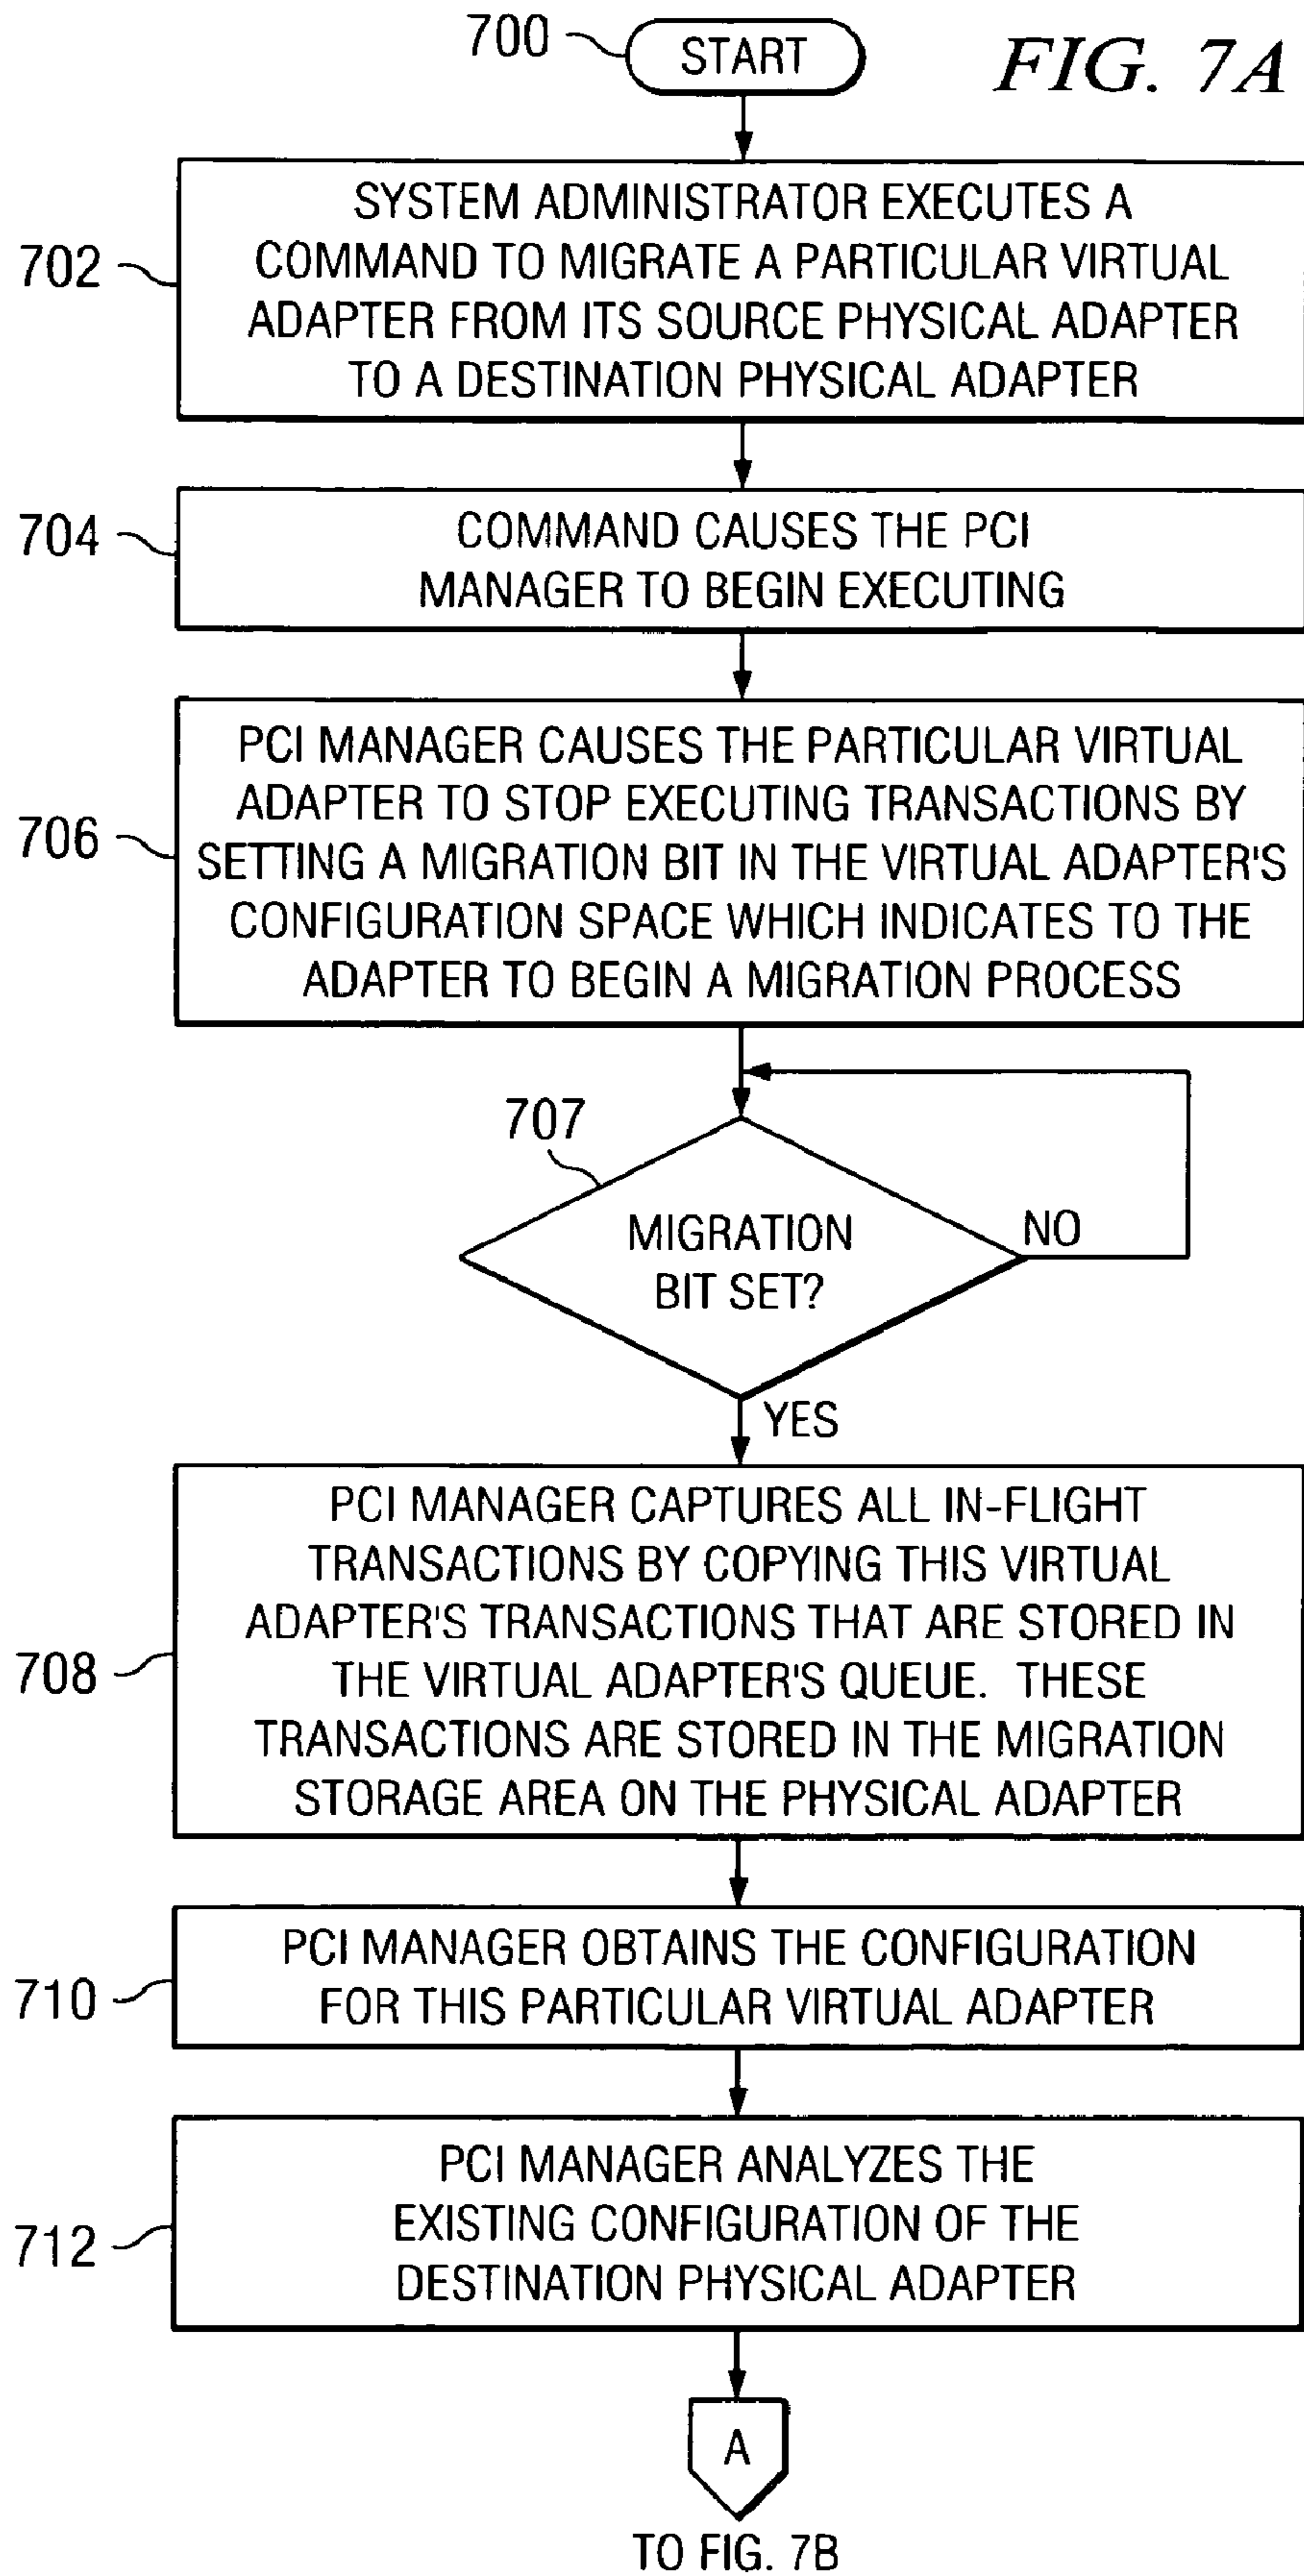 700
START
FIG. 7A
702
SYSTEM ADMINISTRATOR EXECUTES A
COMMAND TO MIGRATE A PARTICULAR VIRTUAL
ADAPTER FROM ITS SOURCE PHYSICAL ADAPTER
TO A DESTINATION PHYSICAL ADAPTER
704
COMMAND CAUSES THE PCI
MANAGER TO BEGIN EXECUTING
706
PCI MANAGER CAUSES THE PARTICULAR VIRTUAL
ADAPTER TO STOP EXECUTING TRANSACTIONS BY
SETTING A MIGRATION BIT IN THE VIRTUAL ADAPTER'S
CONFIGURATION SPACE WHICH INDICATES TO THE
ADAPTER TO BEGIN A MIGRATION PROCESS
707
MIGRATION
BIT SET?
NO
YES
708
PCI MANAGER CAPTURES ALL IN-FLIGHT
TRANSACTIONS BY COPYING THIS VIRTUAL
ADAPTER'S TRANSACTIONS THAT ARE STORED IN
THE VIRTUAL ADAPTER'S QUEUE. THESE
TRANSACTIONS ARE STORED IN THE MIGRATION
STORAGE AREA ON THE PHYSICAL ADAPTER
710
PCI MANAGER OBTAINS THE CONFIGURATION
FOR THIS PARTICULAR VIRTUAL ADAPTER
712
PCI MANAGER ANALYZES THE
EXISTING CONFIGURATION OF THE
DESTINATION PHYSICAL ADAPTER
A
TO FIG. 7B